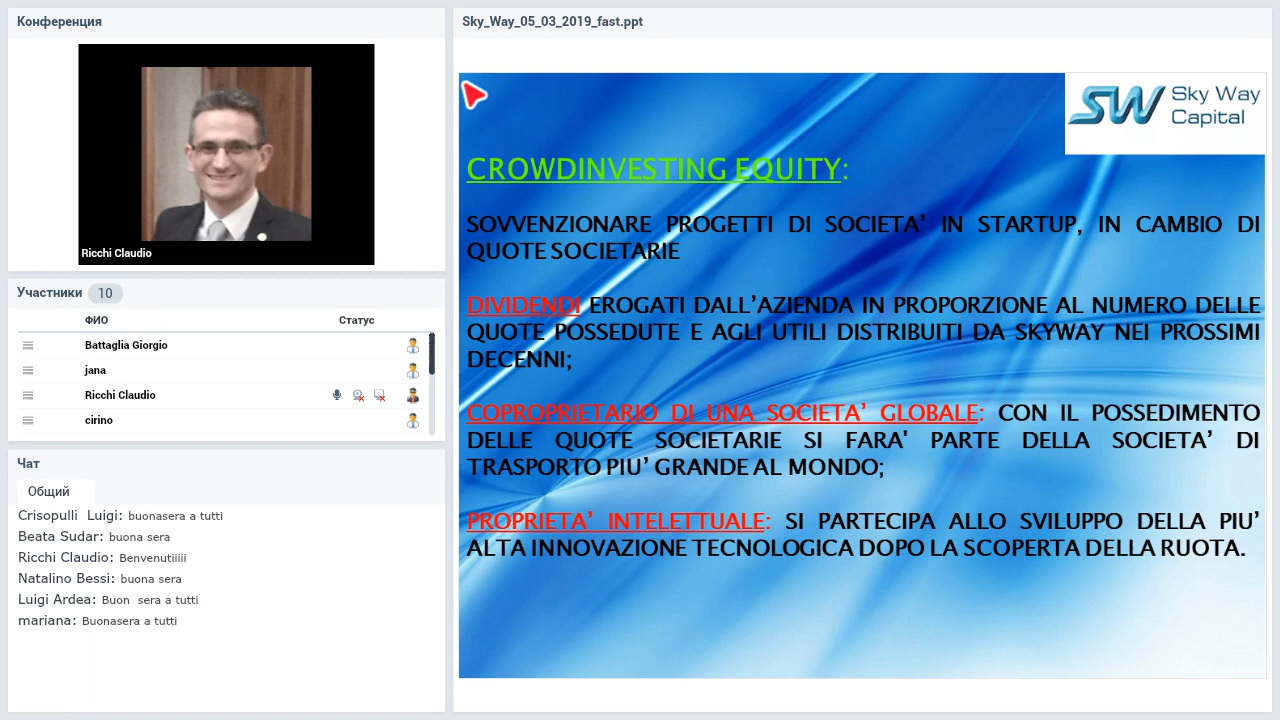 Конференция
Ricchi Claudio
Участники 10
ФИО Статус
Battaglia Giorgio
jana
Ricchi Claudio
cirino
Чат
Общий
Crisopulli Luigi: buonasera a tutti
Beata Sudar: buona sera
Ricchi Claudio: Benvenutiiiii
Natalino Bessi: buona sera
Luigi Ardea: Buon sera a tutti
mariana: Buonasera a tutti
Sky_Way_05_03_2019_fast.ppt
SW Sky Way
Capital
CROWDINVESTING EQUITY:
SOVVENZIONARE PROGETTI DI SOCIETA' IN STARTUP, IN CAMBIO DI
QUOTE SOCIETARIE
DIVIDENDI EROGATI DALL'AZIENDA IN PROPORZIONE AL NUMERO DELLE
QUOTE POSSEDUTE E AGLI UTILI DISTRIBUITI DA SKYWAY NEI PROSSIMI
DECENNI;
COPROPRIETARIO DI UNA SOCIETA' GLOBALE: CON IL POSSEDIMENTO
DELLE QUOTE SOCIETARIE SI FARA' PARTE DELLA SOCIETA' DI
TRASPORTO PIU' GRANDE AL MONDO;
PROPRIETA' INTELETTUALE: SI PARTECIPA ALLO SVILUPPO DELLA PIU'
ALTA INNOVAZIONE TECNOLOGICA DOPO LA SCOPERTA DELLA RUOTA.